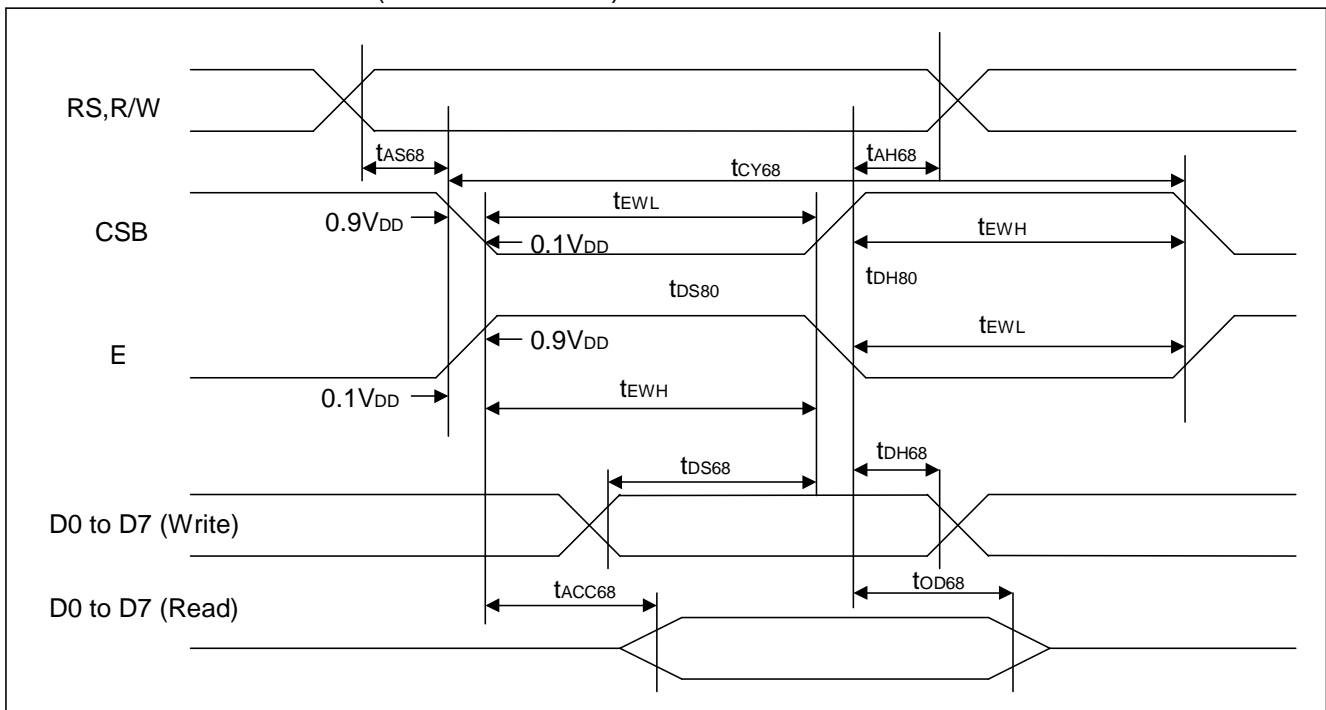 RS,R/W
tAS68
tAH68
tCY68
CSB
0.9VDD
tEWL
0.1VDD
tEWH
tDS80
tDH80
E
0.9VDD
tEWL
0.1VDD
tEWH
tDS68
tDH68
D0 to D7 (Write)
tACC68
tOD68
D0 to D7 (Read)